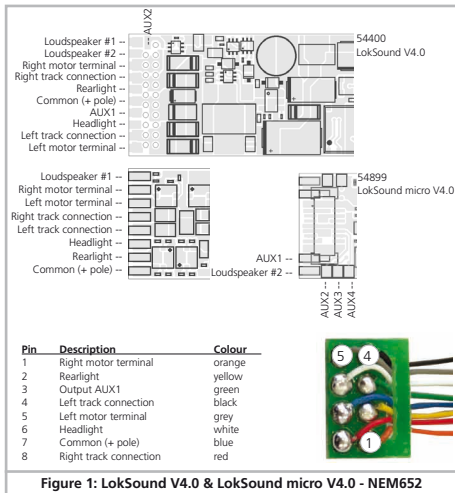 -- AUX2
Loudspeaker #1 --
Loudspeaker #2 --
Right motor terminal --
Right track connection --
Rearlight --
Common (+ pole) --
AUX1 --
Headlight --
Left track connection --
Left motor terminal --
54400
LokSound V4.0
Loudspeaker #1 --
Right motor terminal --
Left motor terminal --
Right track connection --
Left track connection --
Headlight --
Rearlight --
Common (+ pole) --
54899
LokSound micro V4.0
AUX1 --
Loudspeaker #2 --
AUX2 --
AUX3 --
AUX4 --
Pin Description Colour
1 Right motor terminal orange
2 Rearlight yellow
3 Output AUX1 green
4 Left track connection black
5 Left motor terminal grey
6 Headlight white
7 Common (+ pole) blue
8 Right track connection red
5 4
1
Figure 1: LokSound V4.0 & LokSound micro V4.0 - NEM652